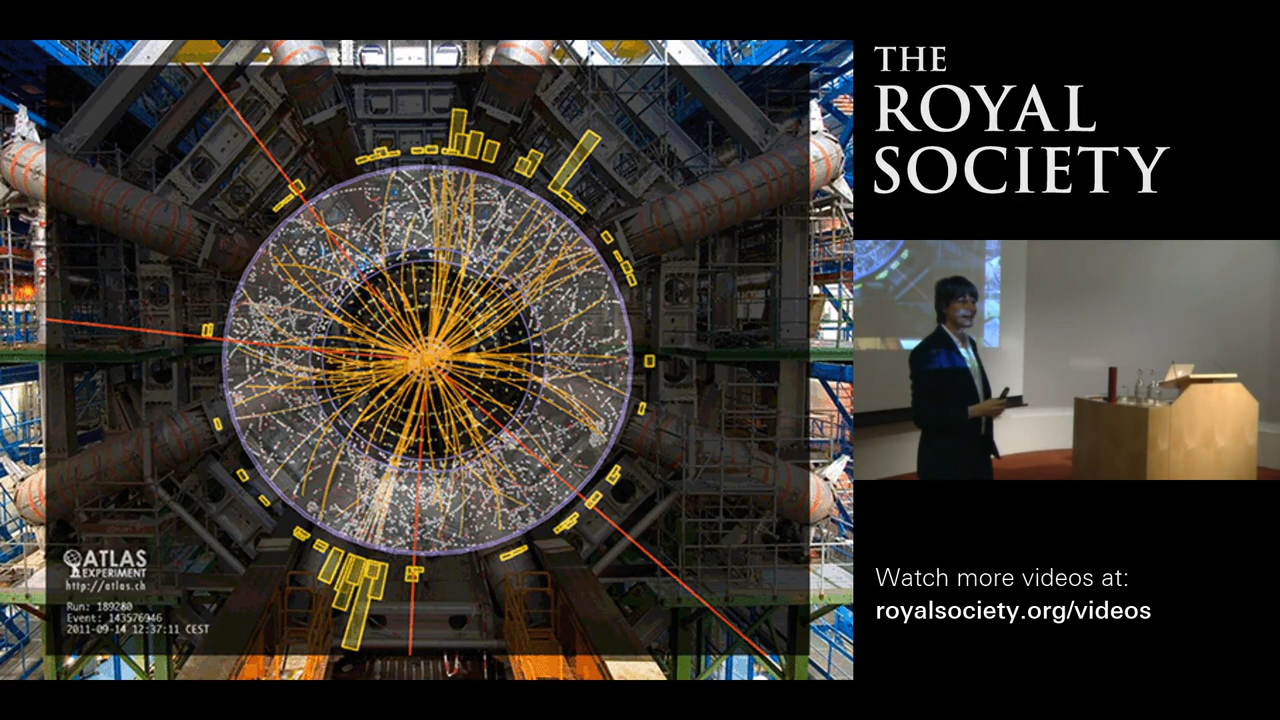 THE
ROYAL
SOCIETY
ATLAS
EXPERIMENT
http://atlas.ch
Run: 189280
Event: 143576946
2011-09-14 12:37:11 CEST
Watch more videos at:
royalsociety.org/videos